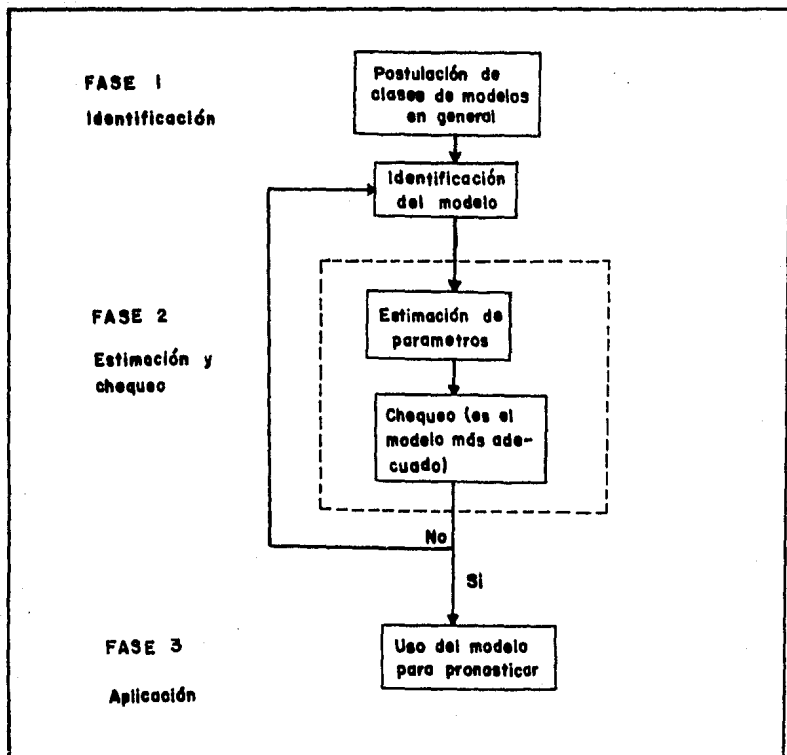 FASE 1
Identificación
Postulación de
clases de modelos
en general
Identificación
del modelo
FASE 2
Estimación y
chequeo
Estimación de
parametros
Chequeo (es el
modelo más ade-
cuado)
No
Si
FASE 3
Aplicación
Uso del modelo
para pronosticar